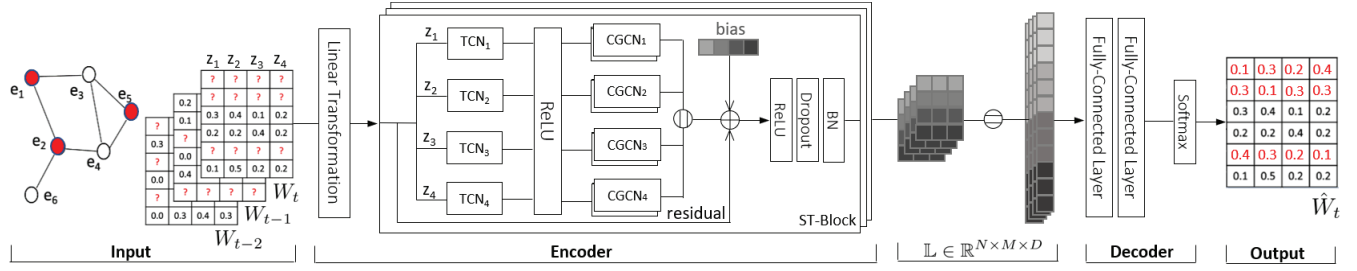 e1
e2
e3
e4
e5
e6
z1 z2 z3 z4
? ? ? ?
? ? ? ?
0.3 0.4 0.1 0.2
0.2 0.2 0.4 0.2
? ? ? ?
0.1 0.5 0.2 0.2
Wt
0.2
0.1
?
0.0
0.4
? ? ? ?
Wt−1
?
0.3
?
0.0
?
0.0 0.3 0.4 0.3
Wt−2
Input
Linear Transformation
z1
z2
z3
z4
TCN1
TCN2
TCN3
TCN4
ReLU
CGCN1
CGCN2
CGCN3
CGCN4
bias
residual
ReLU
Dropout
BN
ST-Block
Encoder
𝕃 ∈ ℝ^{N×M×D}
Fully-Connected Layer
Fully-Connected Layer
Softmax
Decoder
0.1 0.3 0.2 0.4
0.3 0.1 0.3 0.3
0.3 0.4 0.1 0.2
0.2 0.2 0.4 0.2
0.4 0.3 0.2 0.1
0.1 0.5 0.2 0.2
Ŵt
Output